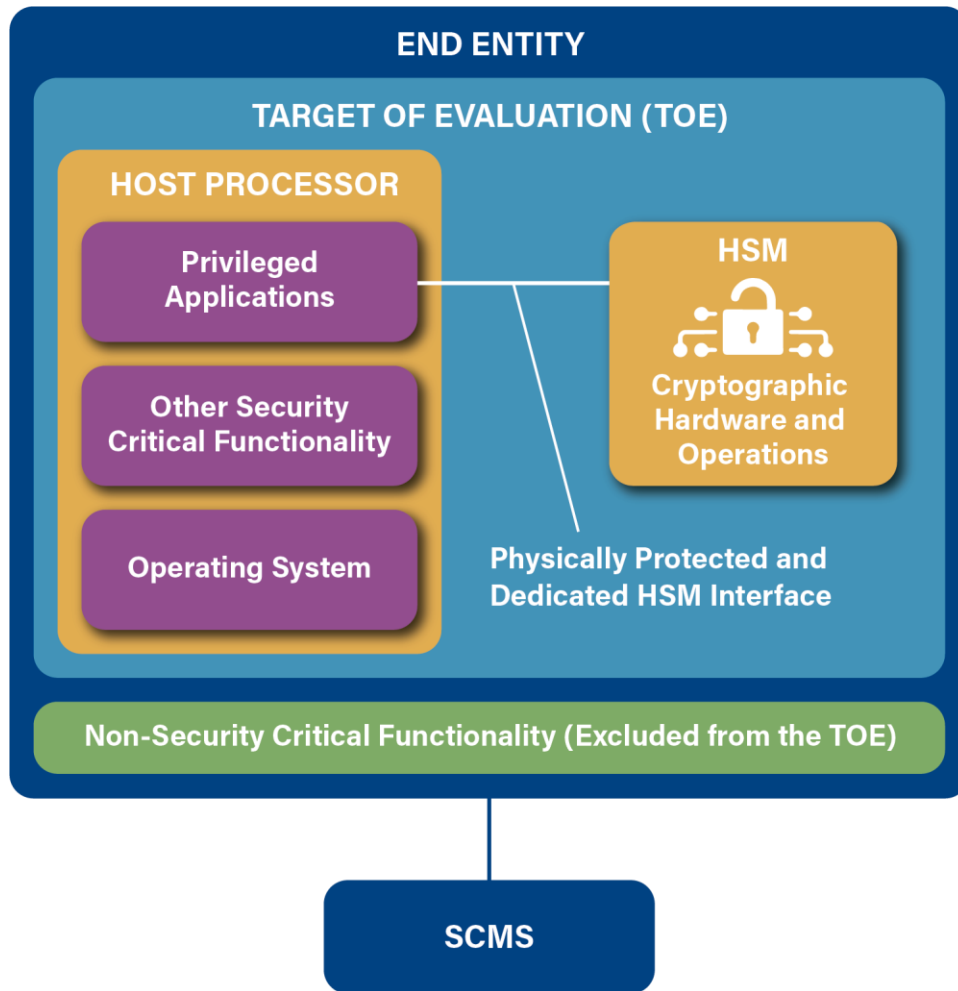 END ENTITY
TARGET OF EVALUATION (TOE)
HOST PROCESSOR
Privileged
Applications
Other Security
Critical Functionality
Operating System
HSM
Cryptographic
Hardware and
Operations
Physically Protected and
Dedicated HSM Interface
Non-Security Critical Functionality (Excluded from the TOE)
SCMS